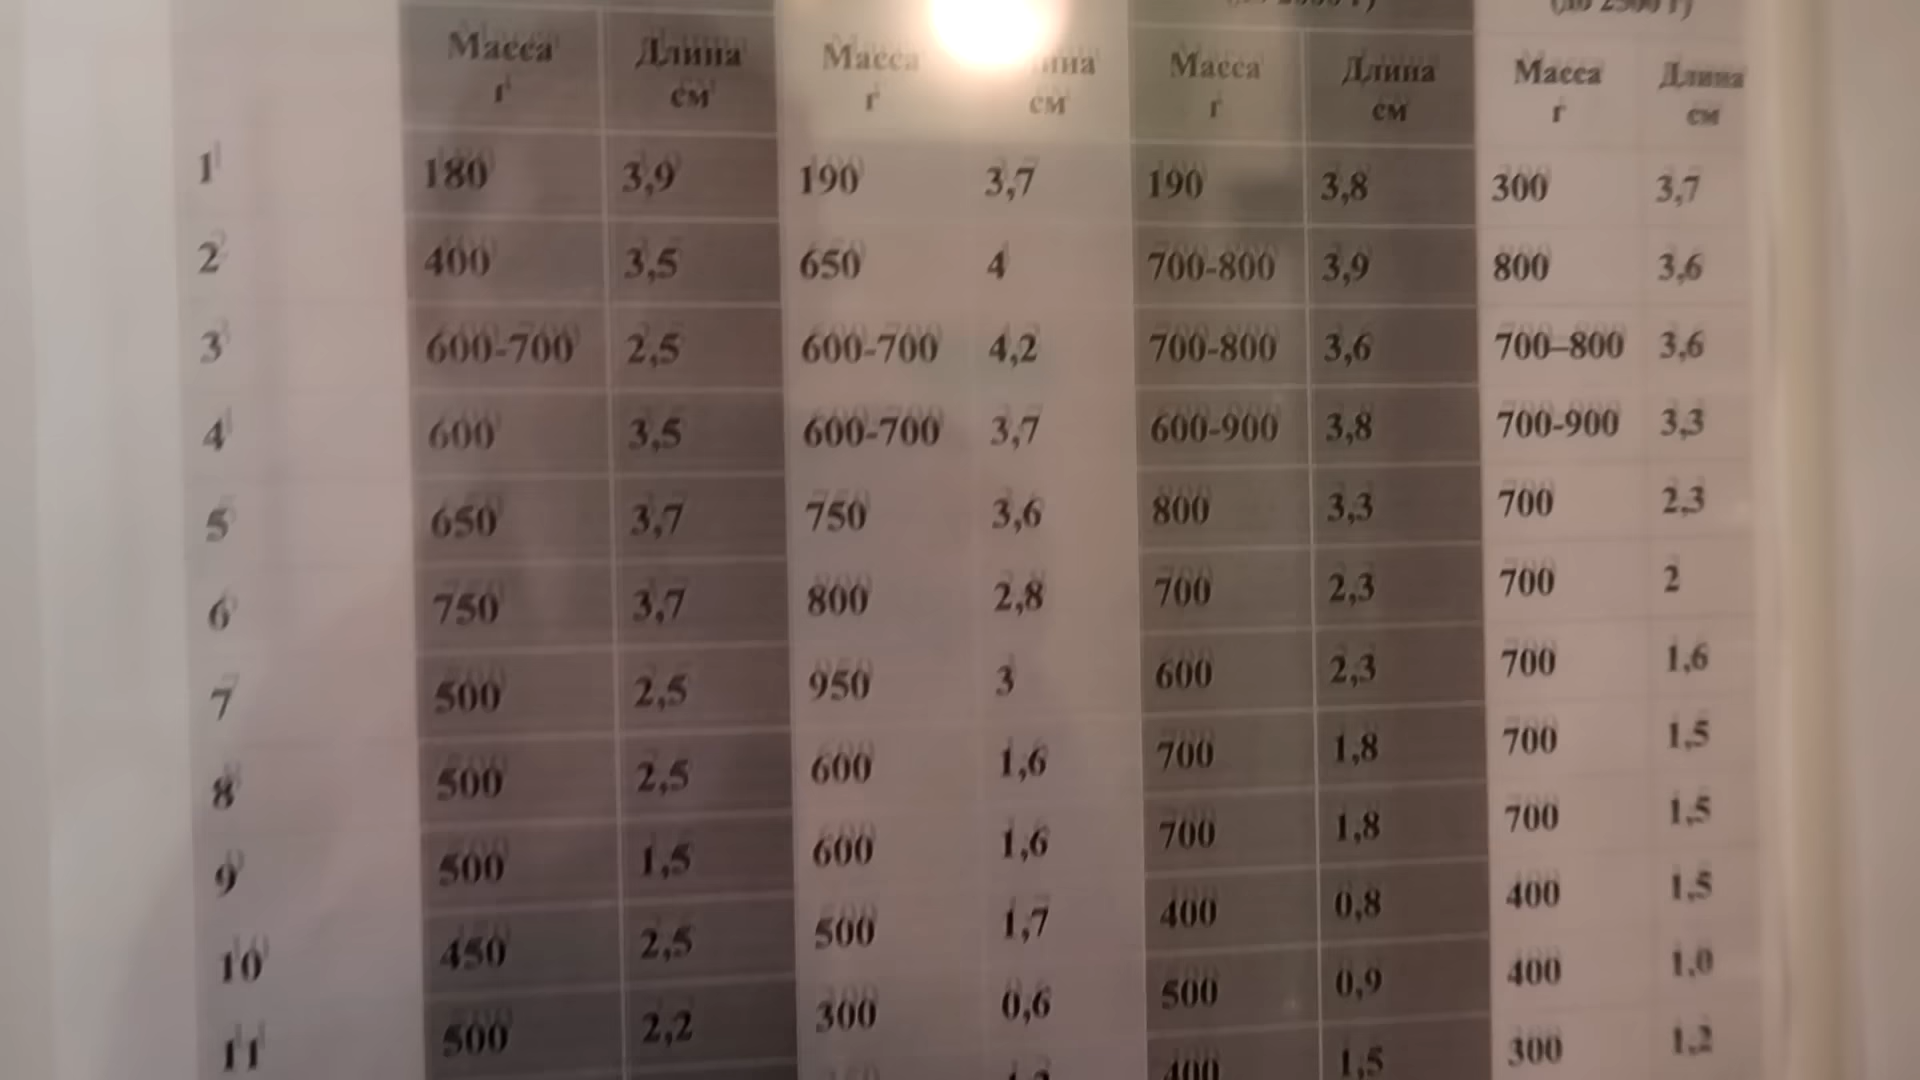 Масса Длина Масса Масса Длина Масса Длина
г см г см г см г см
1 180 3,9 190 3,7 190 3,8 300 3,7
2 400 3,5 650 4 700-800 3,9 800 3,6
3 600-700 2,5 600-700 4,2 700-800 3,6 700–800 3,6
4 600 3,5 600-700 3,7 600-900 3,8 700-900 3,3
5 650 3,7 750 3,6 800 3,3 700 2,3
6 750 3,7 800 2,8 700 2,3 700 2
7 500 2,5 950 3 600 2,3 700 1,6
8 500 2,5 600 1,6 700 1,8 700 1,5
9 500 1,5 600 1,6 700 1,8 700 1,5
10 450 2,5 500 1,7 400 0,8 400 1,5
11 500 2,2 300 0,6 500 0,9 400 1,0
400 1,5 300 1,2